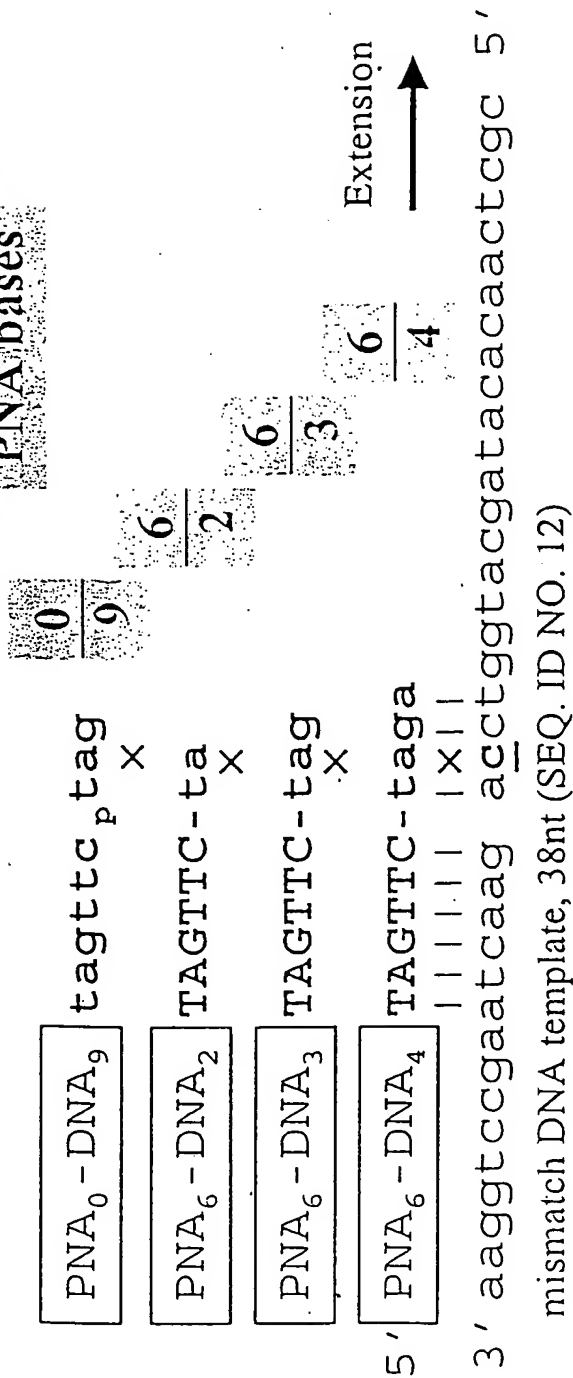 PNA bases
PNA₀-DNA₉ tagttcₚtag 0/9
×
PNA₆-DNA₂ TAGTTC-ta 6/2
×
PNA₆-DNA₃ TAGTTC-tag 6/3
×
Extension
5' PNA₆-DNA₄ TAGTTC-taga 6/4
×
3' aaggtccgaatcaag acctggtacgatacacaactcgc 5'
mismatch DNA template, 38nt (SEQ. ID NO. 12)